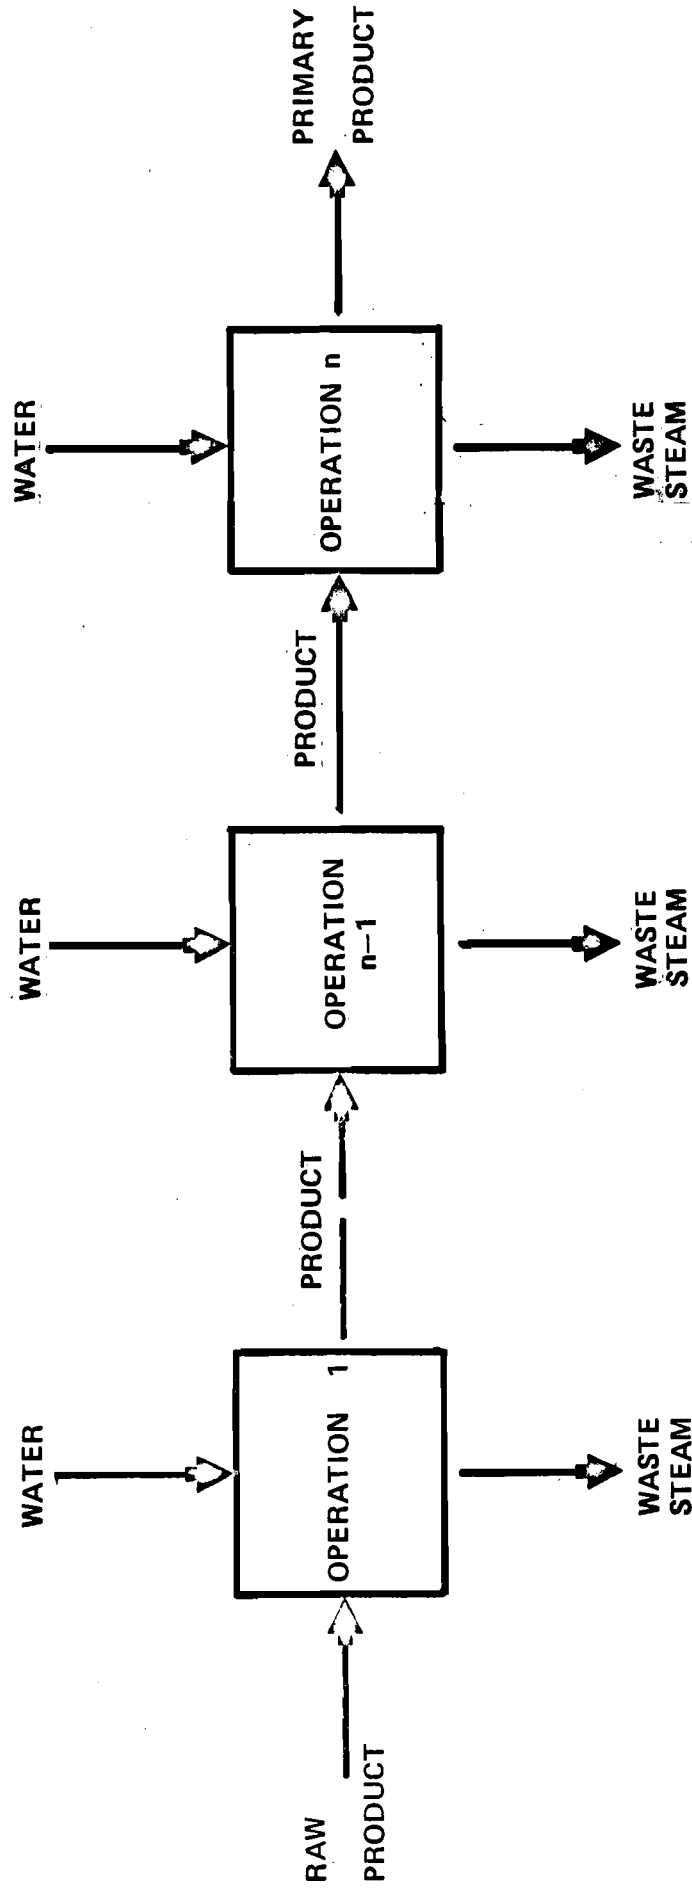 WATER
WATER
WATER
RAW
PRODUCT
OPERATION 1
PRODUCT
OPERATION
n–1
PRODUCT
OPERATION n
PRIMARY
PRODUCT
WASTE
STEAM
WASTE
STEAM
WASTE
STEAM